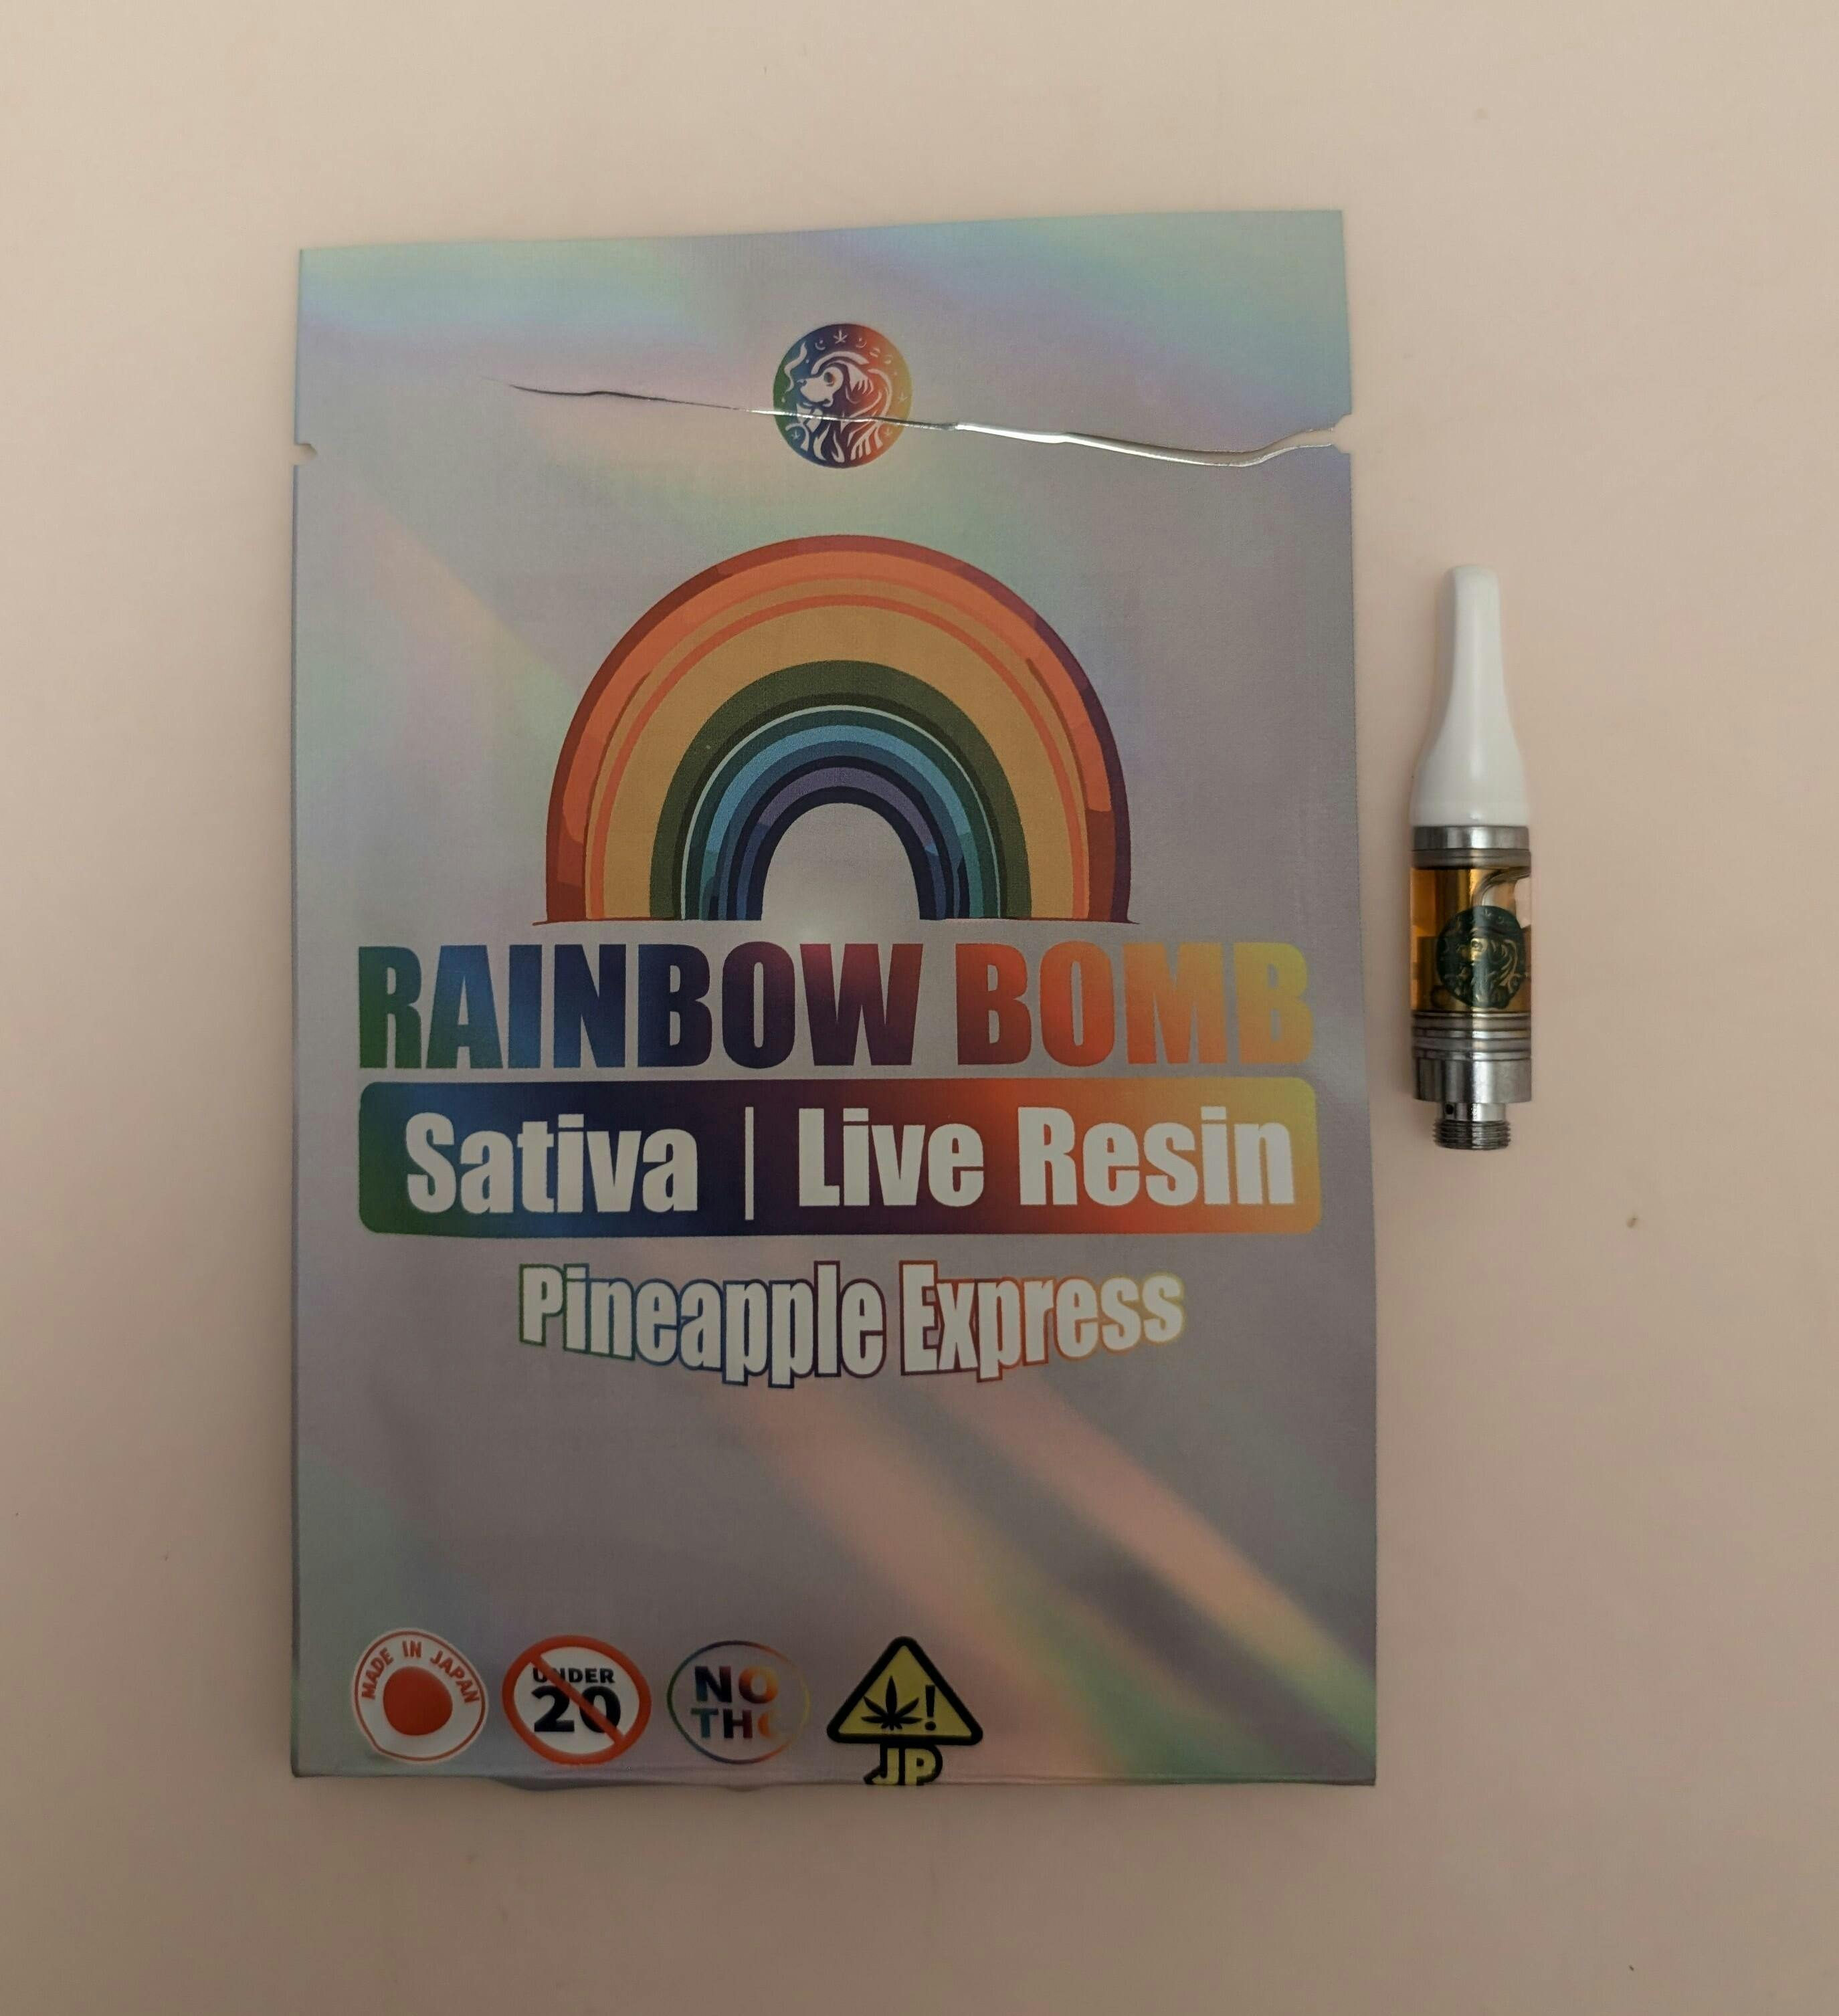 RAINBOW BOMB
Sativa | Live Resin
Pineapple Express
MADE IN JAPAN
UNDER
20
NO
THC
!
JP